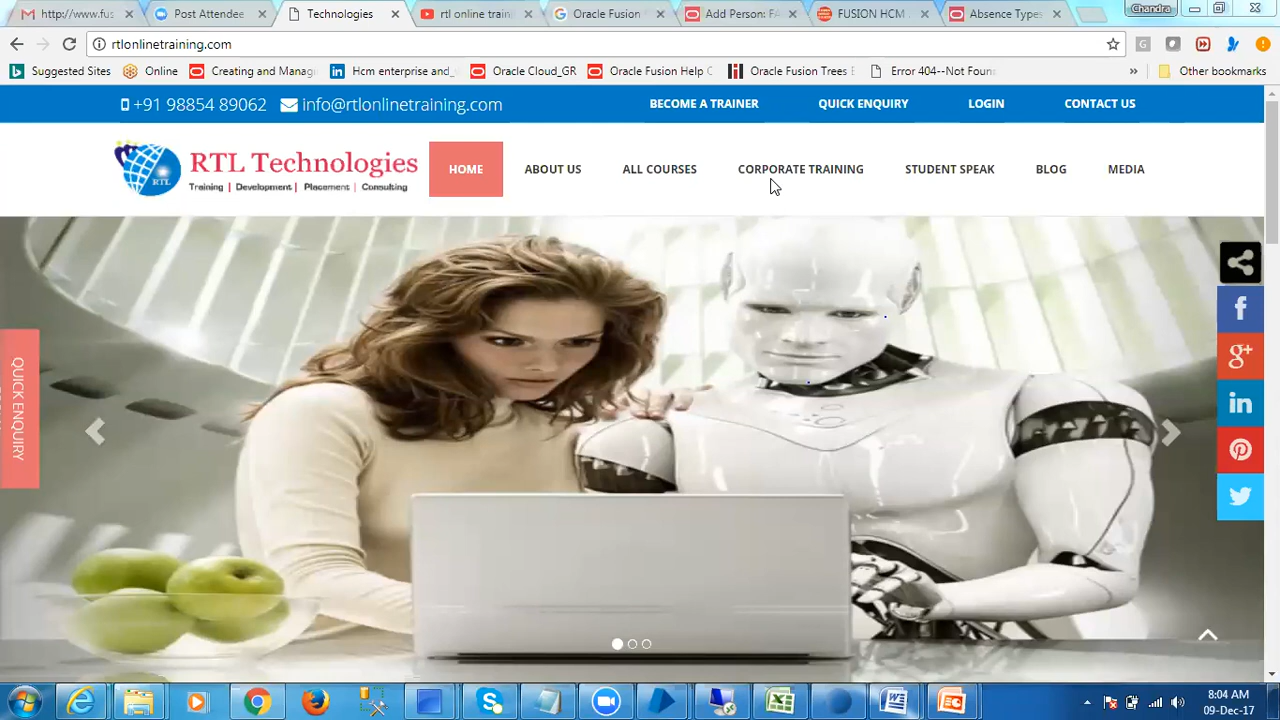 http://www.fus
Post Attendee
Technologies
rtl online train
Oracle Fusion
Add Person: FA
FUSION HCM
Absence Types
Chandra
rtlonlinetraining.com
Suggested Sites
Online
Creating and Mana
Hcm enterprise and
Oracle Cloud_GR
Oracle Fusion Help C
Oracle Fusion Trees
Error 404--Not Foun
Other bookmarks
+91 98854 89062
info@rtlonlinetraining.com
BECOME A TRAINER
QUICK ENQUIRY
LOGIN
CONTACT US
RTL
RTL Technologies
Training | Development | Placement | Consulting
HOME
ABOUT US
ALL COURSES
CORPORATE TRAINING
STUDENT SPEAK
BLOG
MEDIA
QUICK ENQUIRY
8:04 AM
09-Dec-17